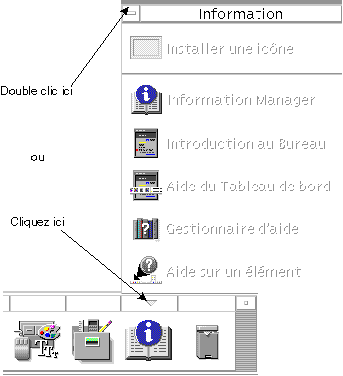 Information
Installer une icône
Double clic ici
Information Manager
Introduction au Bureau
ou
Aide du Tableau de bord
Cliquez ici
Gestionnaire d'aide
Aide sur un élément